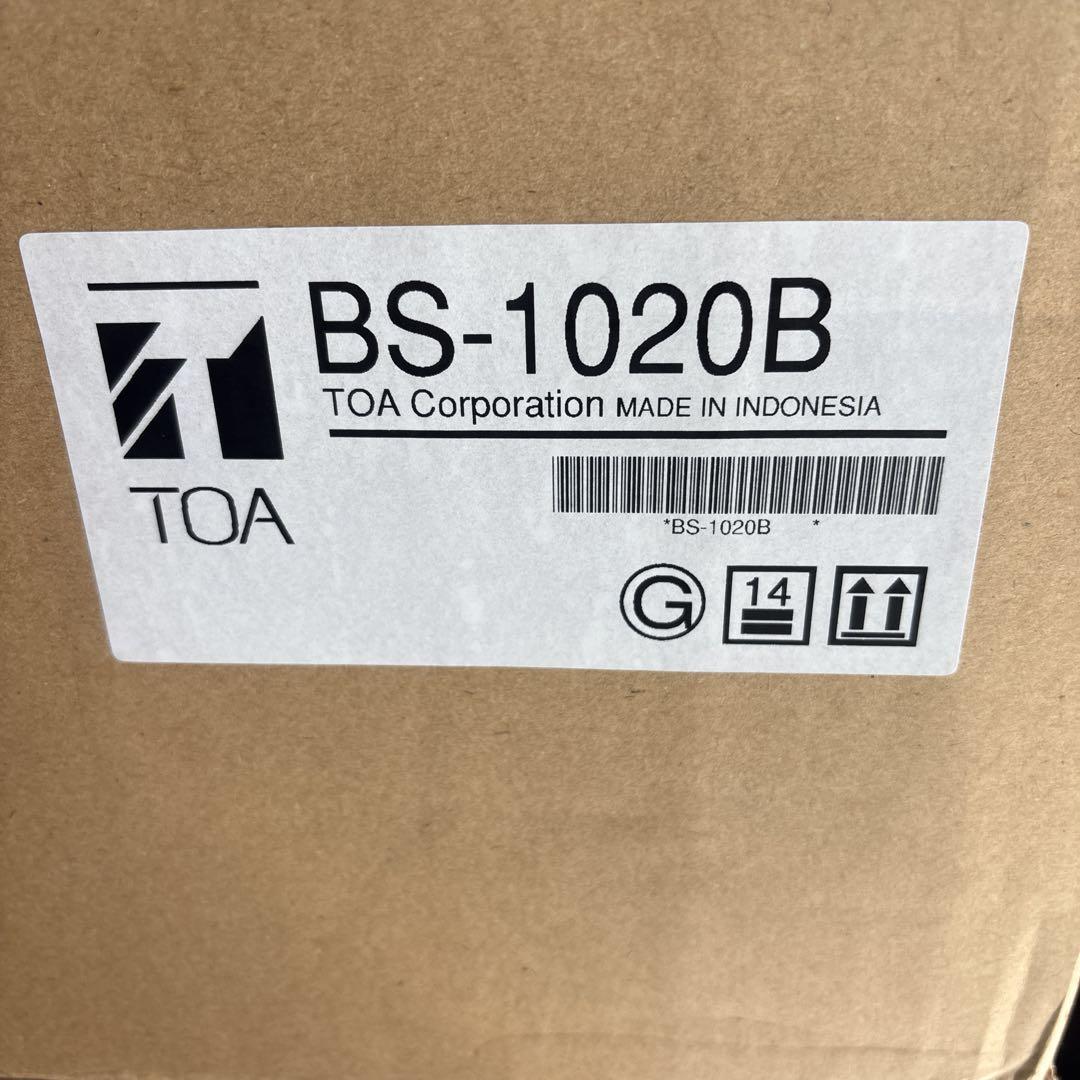 BS-1020B
TOA Corporation MADE IN INDONESIA
TOA
*BS-1020B *
G
14